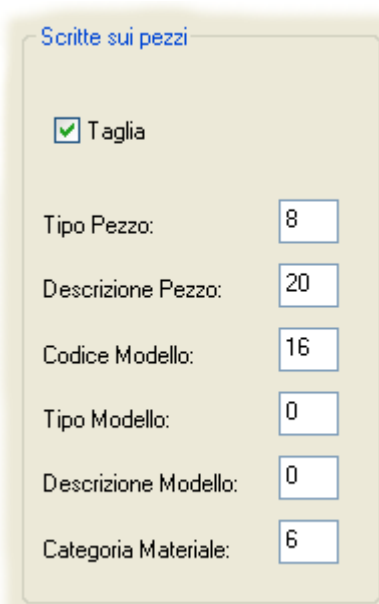 Scritte sui pezzi
Taglia
Tipo Pezzo: 8
Descrizione Pezzo: 20
Codice Modello: 16
Tipo Modello: 0
Descrizione Modello: 0
Categoria Materiale: 6